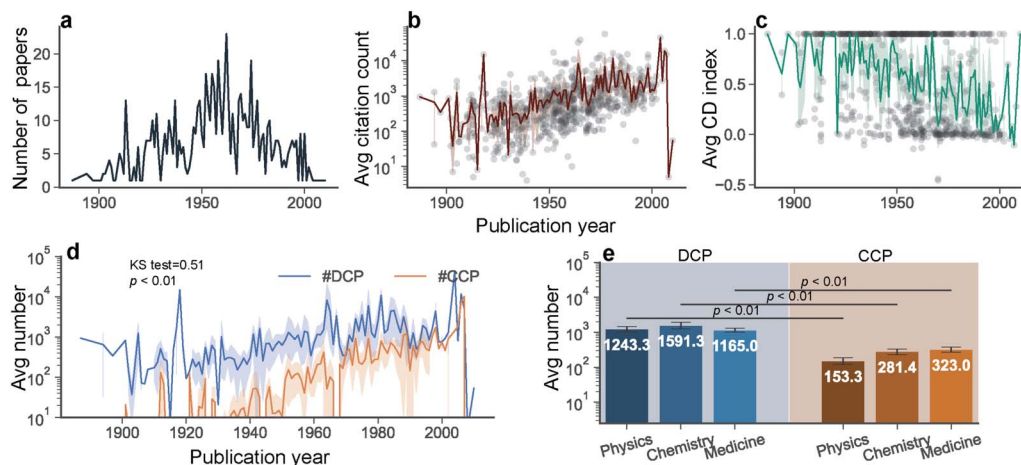 a
Number of papers
20
15
10
5
0
1900
1950
2000
b
Avg citation count
10^4
10^3
10^2
10^1
1900
1950
2000
c
Avg CD index
1.0
0.5
0.0
−0.5
1900
1950
2000
Publication year
d
Avg number
10^5
10^4
10^3
10^2
10^1
KS test=0.51
p < 0.01
#DCP
#CCP
1900
1920
1940
1960
1980
2000
Publication year
e
DCP
CCP
Avg number
10^5
10^4
10^3
10^2
10^1
p < 0.01
p < 0.01
p < 0.01
1243.3
1591.3
1165.0
153.3
281.4
323.0
Physics
Chemistry
Medicine
Physics
Chemistry
Medicine